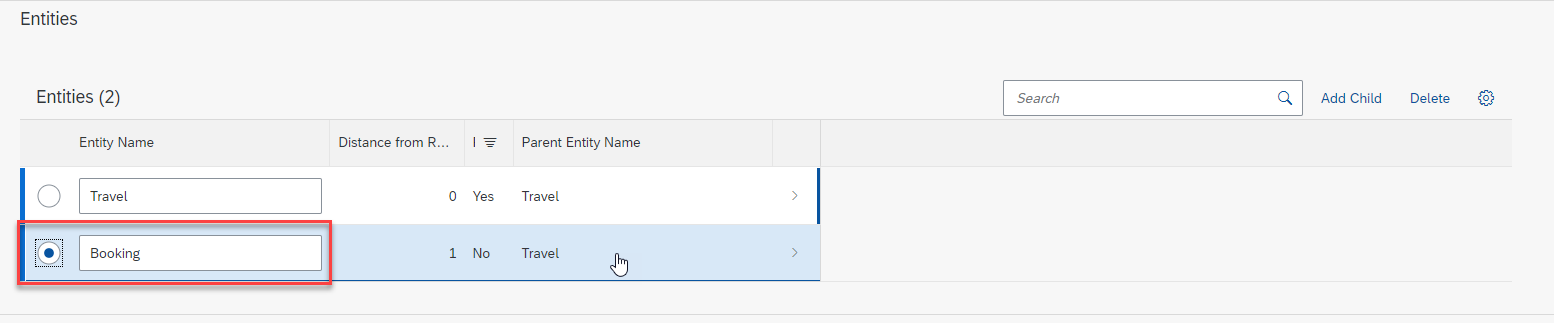 Entities
Entities (2) Search Add Child Delete
Entity Name Distance from R... I Parent Entity Name
Travel 0 Yes Travel
Booking 1 No Travel